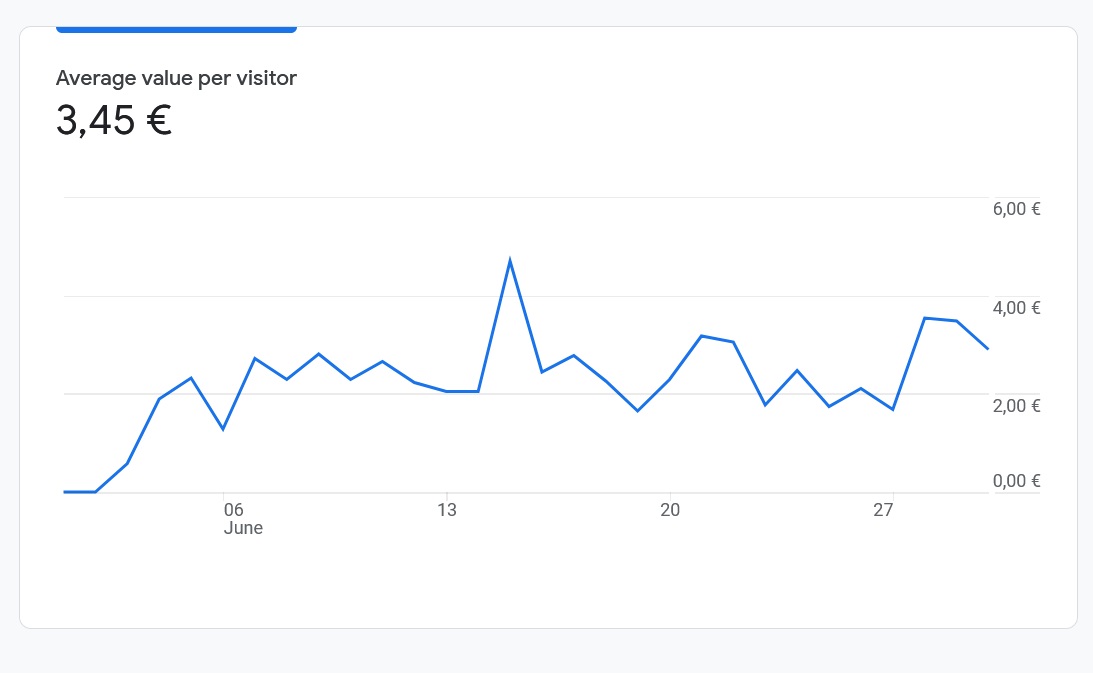 Average value per visitor
3,45 €
6,00 €
4,00 €
2,00 €
0,00 €
06 13 20 27
June